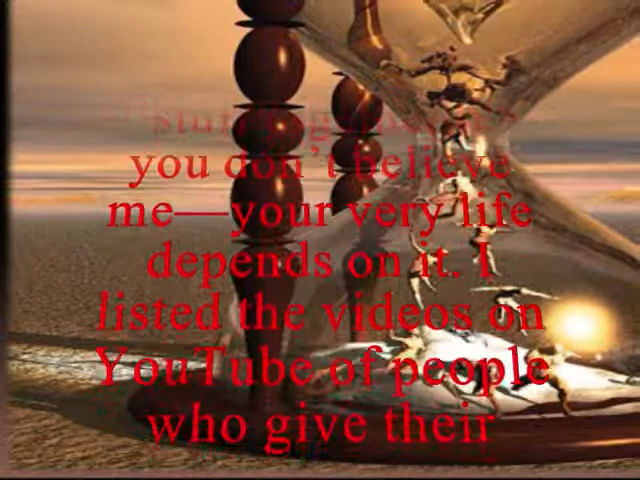 you don't believe
me—your very life
depends on it. I
listed the videos on
YouTube of people
who give their